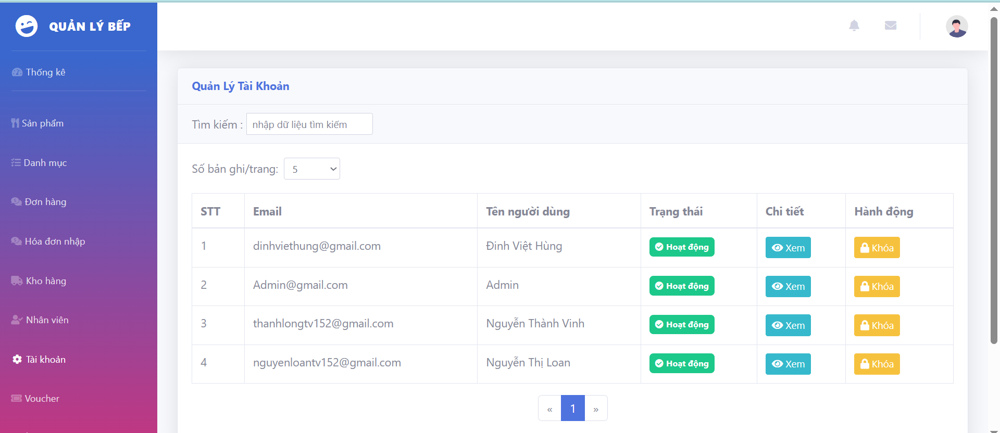 QUẢN LÝ BẾP
Thống kê
Sản phẩm
Danh mục
Đơn hàng
Hóa đơn nhập
Kho hàng
Nhân viên
Tài khoản
Voucher
Quản Lý Tài Khoản
Tìm kiếm : nhập dữ liệu tìm kiếm
Số bản ghi/trang: 5
STT Email Tên người dùng Trạng thái Chi tiết Hành động
1 dinhviethung@gmail.com Đinh Việt Hùng Hoạt động Xem Khóa
2 Admin@gmail.com Admin Hoạt động Xem Khóa
3 thanhlongtv152@gmail.com Nguyễn Thành Vinh Hoạt động Xem Khóa
4 nguyenloantv152@gmail.com Nguyễn Thị Loan Hoạt động Xem Khóa
« 1 »